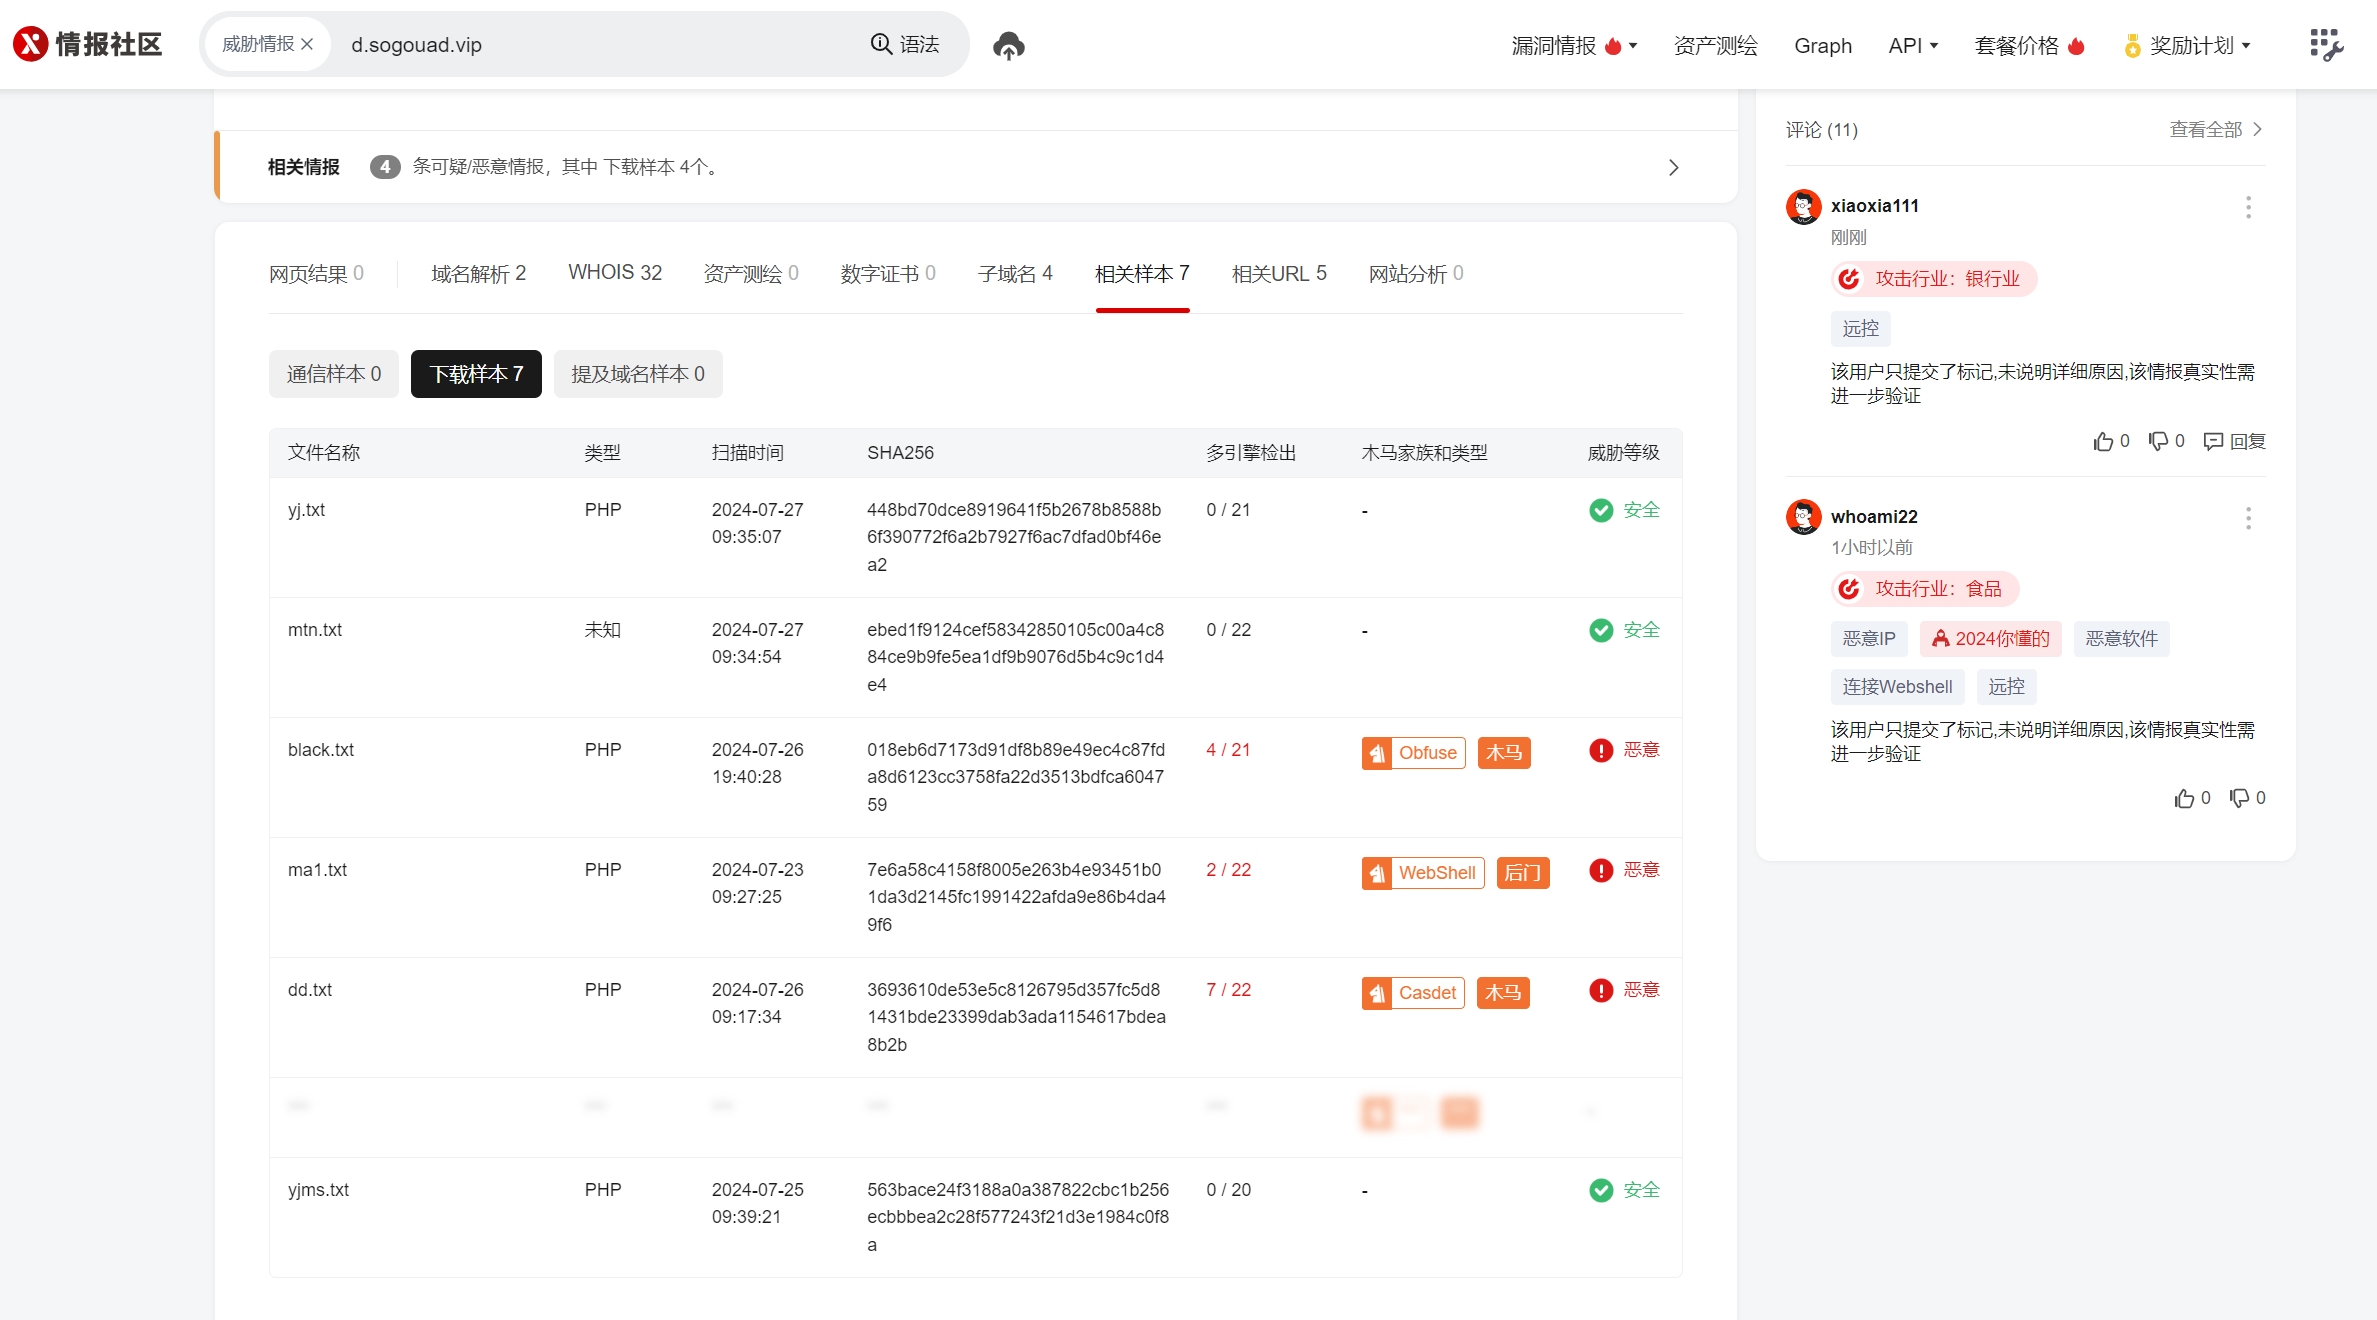 情报社区
威胁情报
d.sogouad.vip
语法
漏洞情报
资产测绘
Graph
API
套餐价格
奖励计划
相关情报 4 条可疑/恶意情报，其中 下载样本 4个。
网页结果 0
域名解析 2
WHOIS 32
资产测绘 0
数字证书 0
子域名 4
相关样本 7
相关URL 5
网站分析 0
通信样本 0
下载样本 7
提及域名样本 0
文件名称 类型 扫描时间 SHA256 多引擎检出 木马家族和类型 威胁等级
yj.txt PHP 2024-07-27 448bd70dce8919641f5b2678b8588b 0 / 21 - 安全
09:35:07 6f390772f6a2b7927f6ac7dfad0bf46e
a2
mtn.txt 未知 2024-07-27 ebed1f9124cef58342850105c00a4c8 0 / 22 - 安全
09:34:54 84ce9b9fe5ea1df9b9076d5b4c9c1d4
e4
black.txt PHP 2024-07-26 018eb6d7173d91df8b89e49ec4c87fd 4 / 21 Obfuse 木马 恶意
19:40:28 a8d6123cc3758fa22d3513bdfca6047
59
ma1.txt PHP 2024-07-23 7e6a58c4158f8005e263b4e93451b0 2 / 22 WebShell 后门 恶意
09:27:25 1da3d2145fc1991422afda9e86b4da4
9f6
dd.txt PHP 2024-07-26 3693610de53e5c8126795d357fc5d8 7 / 22 Casdet 木马 恶意
09:17:34 1431bde23399dab3ada1154617bdea
8b2b
yjms.txt PHP 2024-07-25 563bace24f3188a0a387822cbc1b256 0 / 20 - 安全
09:39:21 ecbbbea2c28f577243f21d3e1984c0f8
a
评论 (11)
查看全部
xiaoxia111
刚刚
攻击行业：银行业
远控
该用户只提交了标记,未说明详细原因,该情报真实性需
进一步验证
0 0 回复
whoami22
1小时以前
攻击行业：食品
恶意IP 2024你懂的 恶意软件
连接Webshell 远控
该用户只提交了标记,未说明详细原因,该情报真实性需
进一步验证
0 0